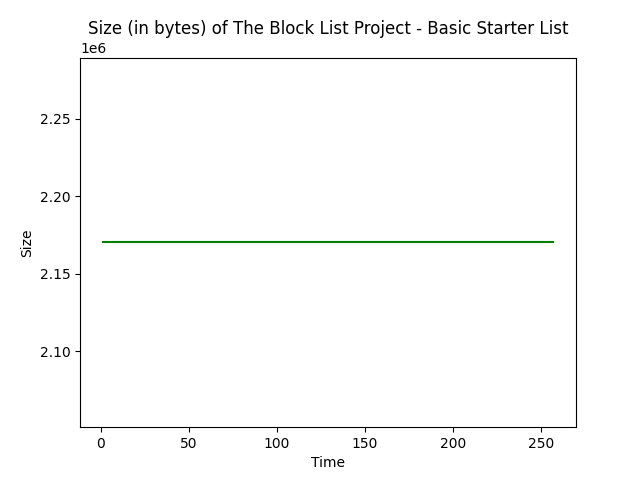 Size (in bytes) of The Block List Project - Basic Starter List
1e6
2.25
2.20
2.15
2.10
Size
0 50 100 150 200 250
Time